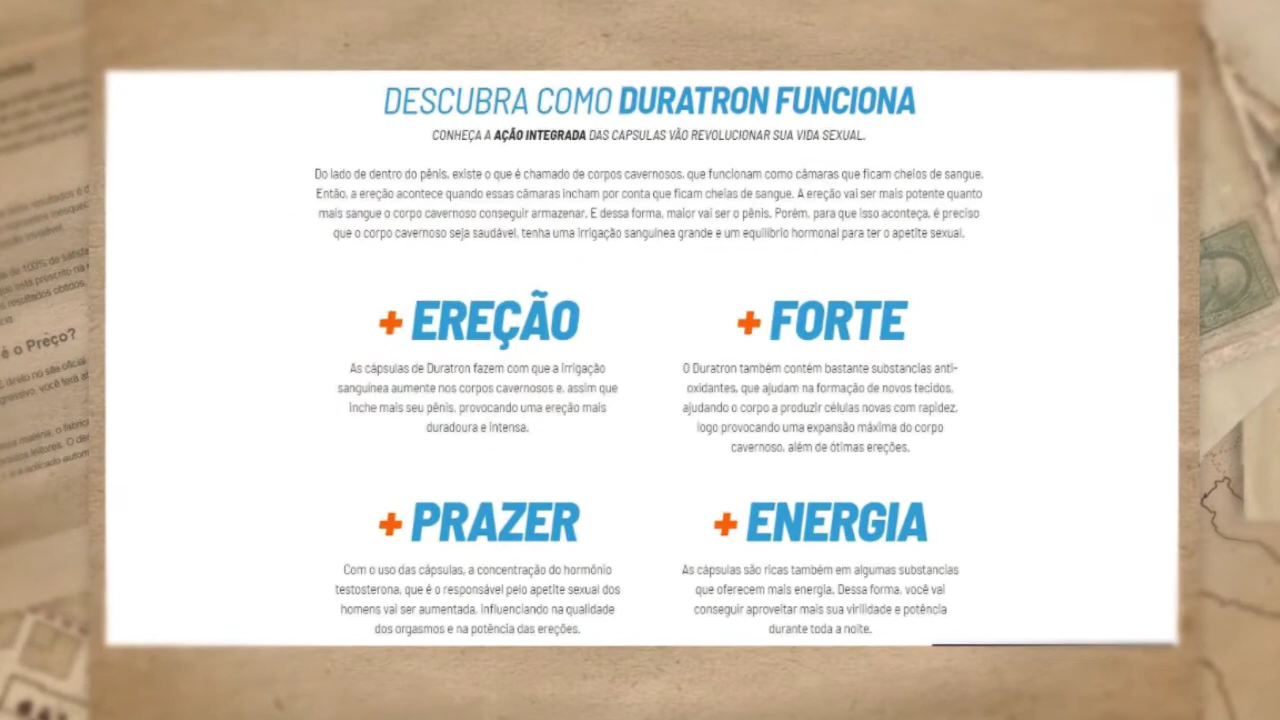 DESCUBRA COMO DURATRON FUNCIONA
CONHEÇA A AÇÃO INTEGRADA DAS CAPSULAS VÃO REVOLUCIONAR SUA VIDA SEXUAL.
Do lado de dentro do pênis, existe o que é chamado de corpos cavernosos, que funcionam como câmaras que ficam cheios de sangue.
Então, a ereção acontece quando essas câmaras incham por conta que ficam cheias de sangue. A ereção vai ser mais potente quanto
mais sangue o corpo cavernoso conseguir armazenar. E dessa forma, maior vai ser o pênis. Porém, para que isso aconteça, é preciso
que o corpo cavernoso seja saudável, tenha uma irrigação sanguínea grande e um equilíbrio hormonal para ter o apetite sexual.
+ EREÇÃO
As cápsulas de Duratron fazem com que a irrigação
sanguínea aumente nos corpos cavernosos e, assim que
inche mais seu pênis, provocando uma ereção mais
duradoura e intensa.
+ FORTE
O Duratron também contém bastante substancias anti-
oxidantes, que ajudam na formação de novos tecidos,
ajudando o corpo a produzir células novas com rapidez,
logo provocando uma expansão máxima do corpo
cavernoso, além de ótimas ereções.
+ PRAZER
Com o uso das cápsulas, a concentração do hormônio
testosterona, que é o responsável pelo apetite sexual dos
homens vai ser aumentada, influenciando na qualidade
dos orgasmos e na potência das ereções.
+ ENERGIA
As cápsulas são ricas também em algumas substancias
que oferecem mais energia. Dessa forma, você vai
conseguir aproveitar mais sua virilidade e potência
durante toda a noite.
é o Preço?